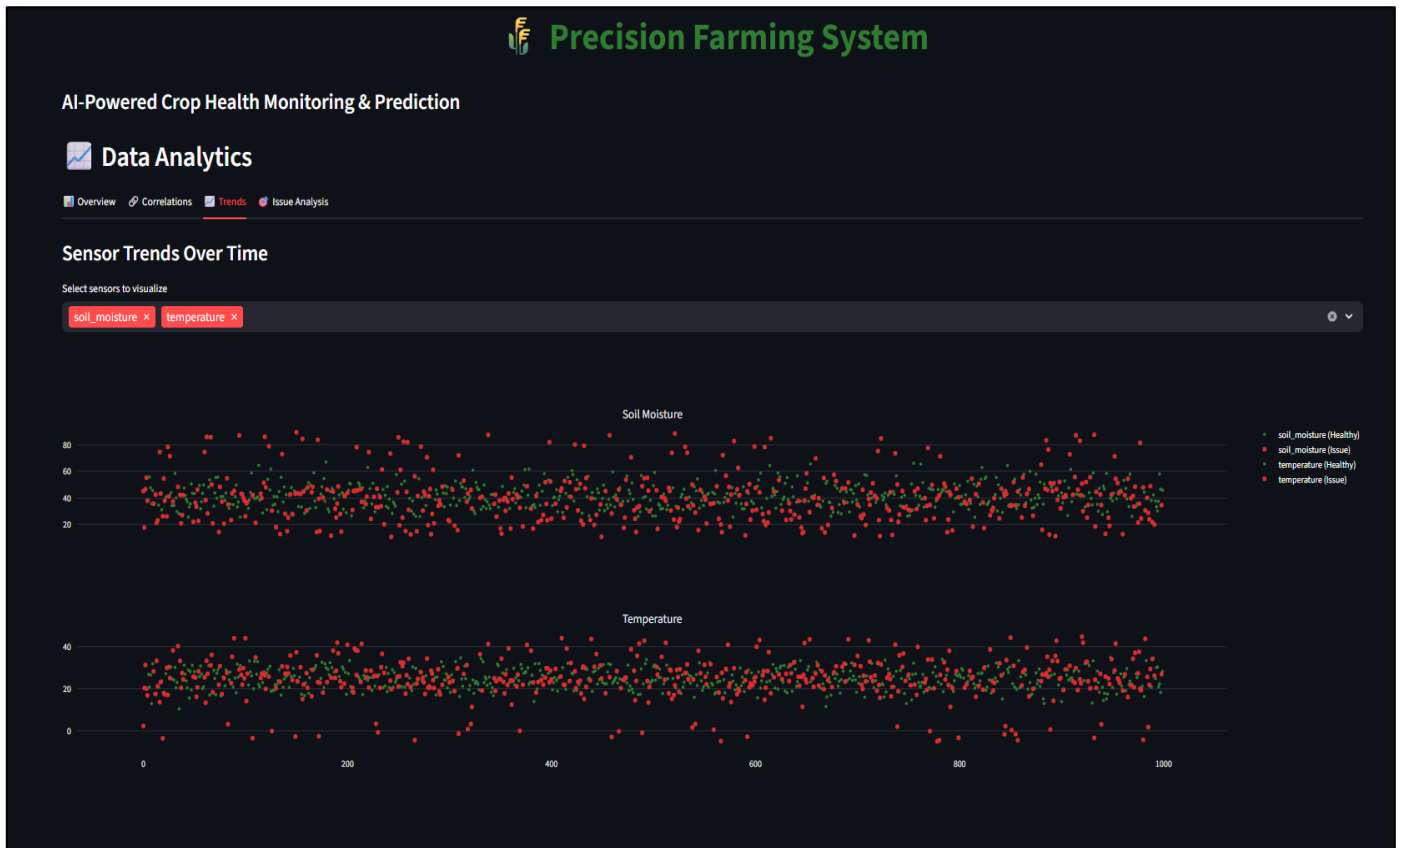 Precision Farming System
AI-Powered Crop Health Monitoring & Prediction
Data Analytics
Overview Correlations Trends Issue Analysis
Sensor Trends Over Time
Select sensors to visualize
soil_moisture × temperature ×
Soil Moisture
80
60
40
20
soil_moisture (Healthy)
soil_moisture (Issue)
temperature (Healthy)
temperature (Issue)
Temperature
40
20
0
0 200 400 600 800 1000